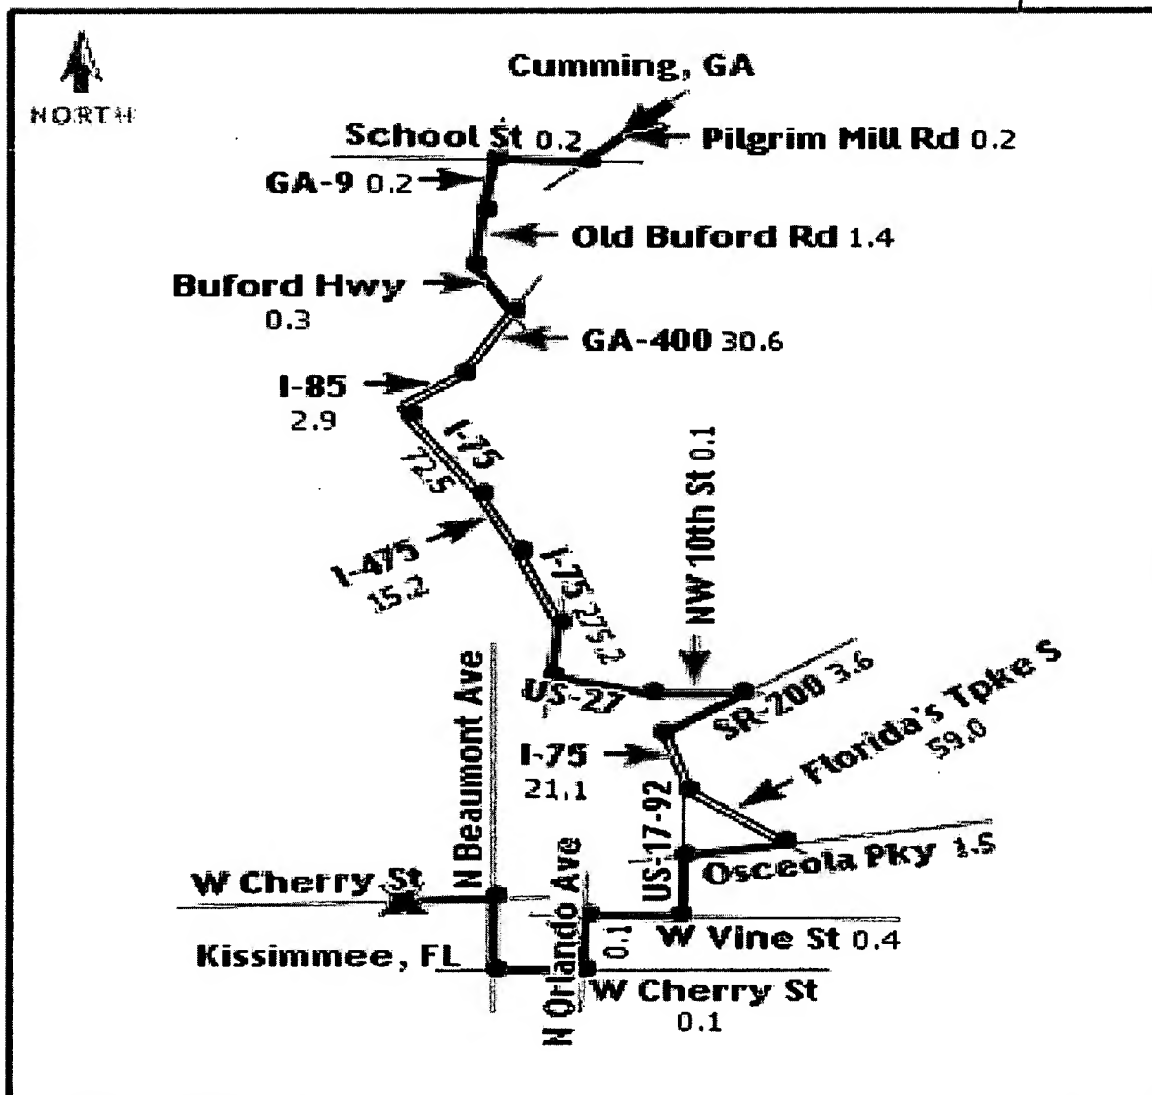 Cumming, GA
NORTH
School St 0.2
Pilgrim Mill Rd 0.2
GA-9 0.2
Old Buford Rd 1.4
Buford Hwy
0.3
GA-400 30.6
I-85
2.9
I-75
72.5
NW 10th St 0.1
I-475
15.2
I-75 275.2
US-27
SR-200 3.6
Florida's Tpke S
59.0
I-75
21.1
N Beaumont Ave
US-17-92
Osceola Pky 1.5
W Cherry St
N Orlando Ave
0.1
W Vine St 0.4
Kissimmee, FL
W Cherry St
0.1